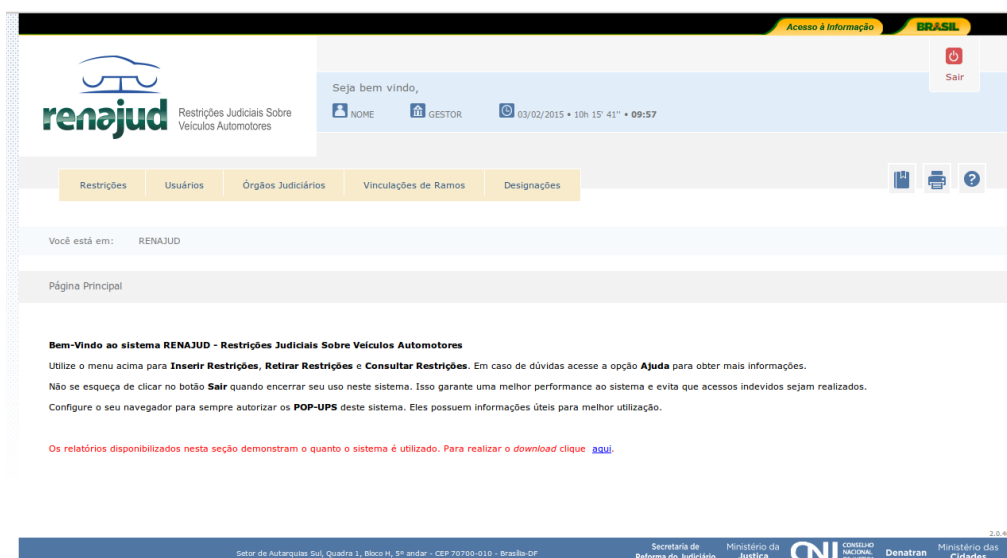 Acesso à Informação
BRASIL
Sair
renajud
Restrições Judiciais Sobre
Veículos Automotores
Seja bem vindo,
NOME GESTOR 03/02/2015 • 10h 15' 41'' • 09:57
Restrições Usuários Órgãos Judiciários Vinculações de Ramos Designações
Você está em: RENAJUD
Página Principal
Bem-Vindo ao sistema RENAJUD - Restrições Judiciais Sobre Veículos Automotores
Utilize o menu acima para Inserir Restrições, Retirar Restrições e Consultar Restrições. Em caso de dúvidas acesse a opção Ajuda para obter mais informações.
Não se esqueça de clicar no botão Sair quando encerrar seu uso neste sistema. Isso garante uma melhor performance ao sistema e evita que acessos indevidos sejam realizados.
Configure o seu navegador para sempre autorizar os POP-UPS deste sistema. Eles possuem informações úteis para melhor utilização.
Os relatórios disponibilizados nesta seção demonstram o quanto o sistema é utilizado. Para realizar o download clique aqui.
Setor de Autarquias Sul, Quadra 1, Bloco H, 5º andar - CEP 70700-010 - Brasília-DF
Secretaria de
Reforma do Judiciário
Ministério da
Justiça
CNJ
CONSELHO
NACIONAL
Denatran
Ministério das
Cidades